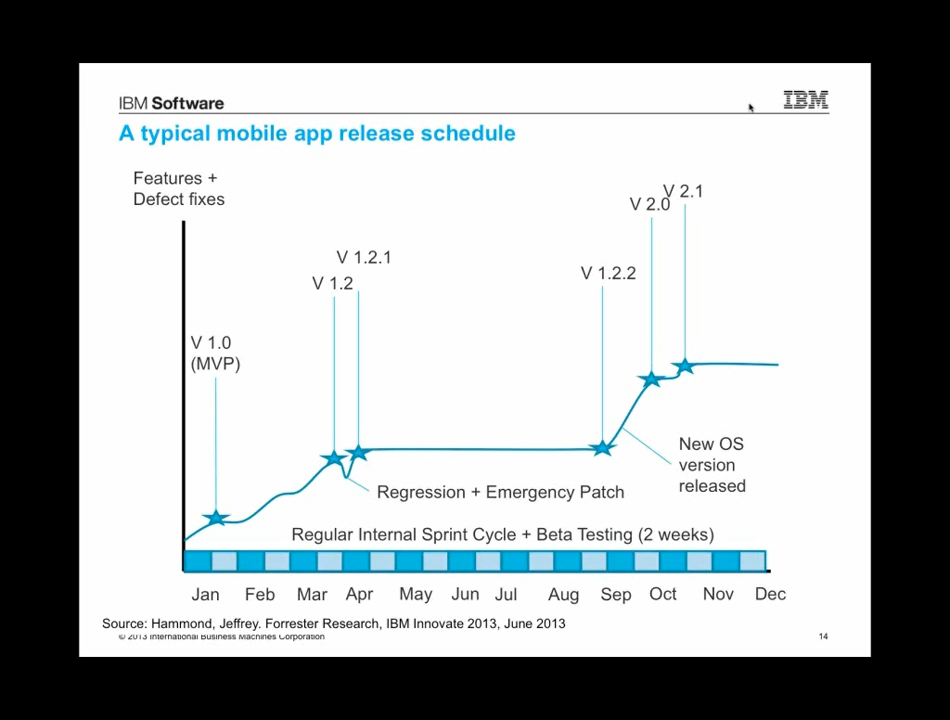 IBM Software
IBM
A typical mobile app release schedule
Features +
Defect fixes
V 2.1
V 2.0
V 1.2.1
V 1.2
V 1.2.2
V 1.0
(MVP)
New OS
version
released
Regression + Emergency Patch
Regular Internal Sprint Cycle + Beta Testing (2 weeks)
Jan Feb Mar Apr May Jun Jul Aug Sep Oct Nov Dec
Source: Hammond, Jeffrey. Forrester Research, IBM Innovate 2013, June 2013
© 2013 International Business Machines Corporation
14